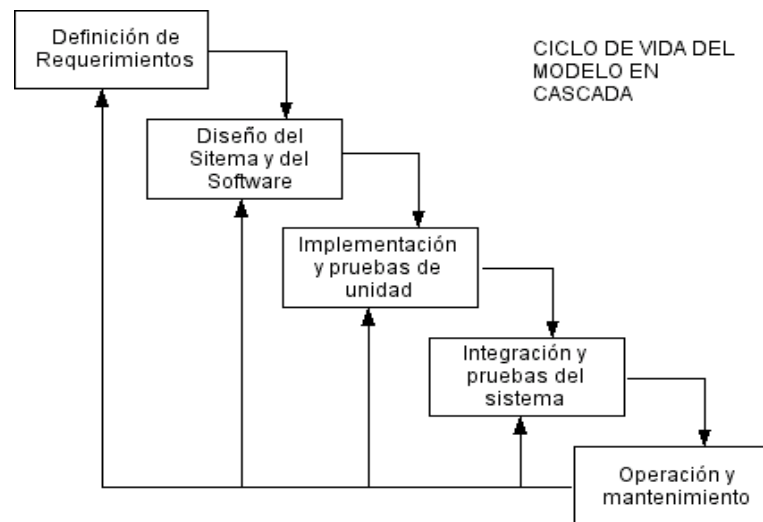 Definición de
Requerimientos
CICLO DE VIDA DEL
MODELO EN
CASCADA
Diseño del
Sitema y del
Software
Implementación
y pruebas de
unidad
Integración y
pruebas del
sistema
Operación y
mantenimiento